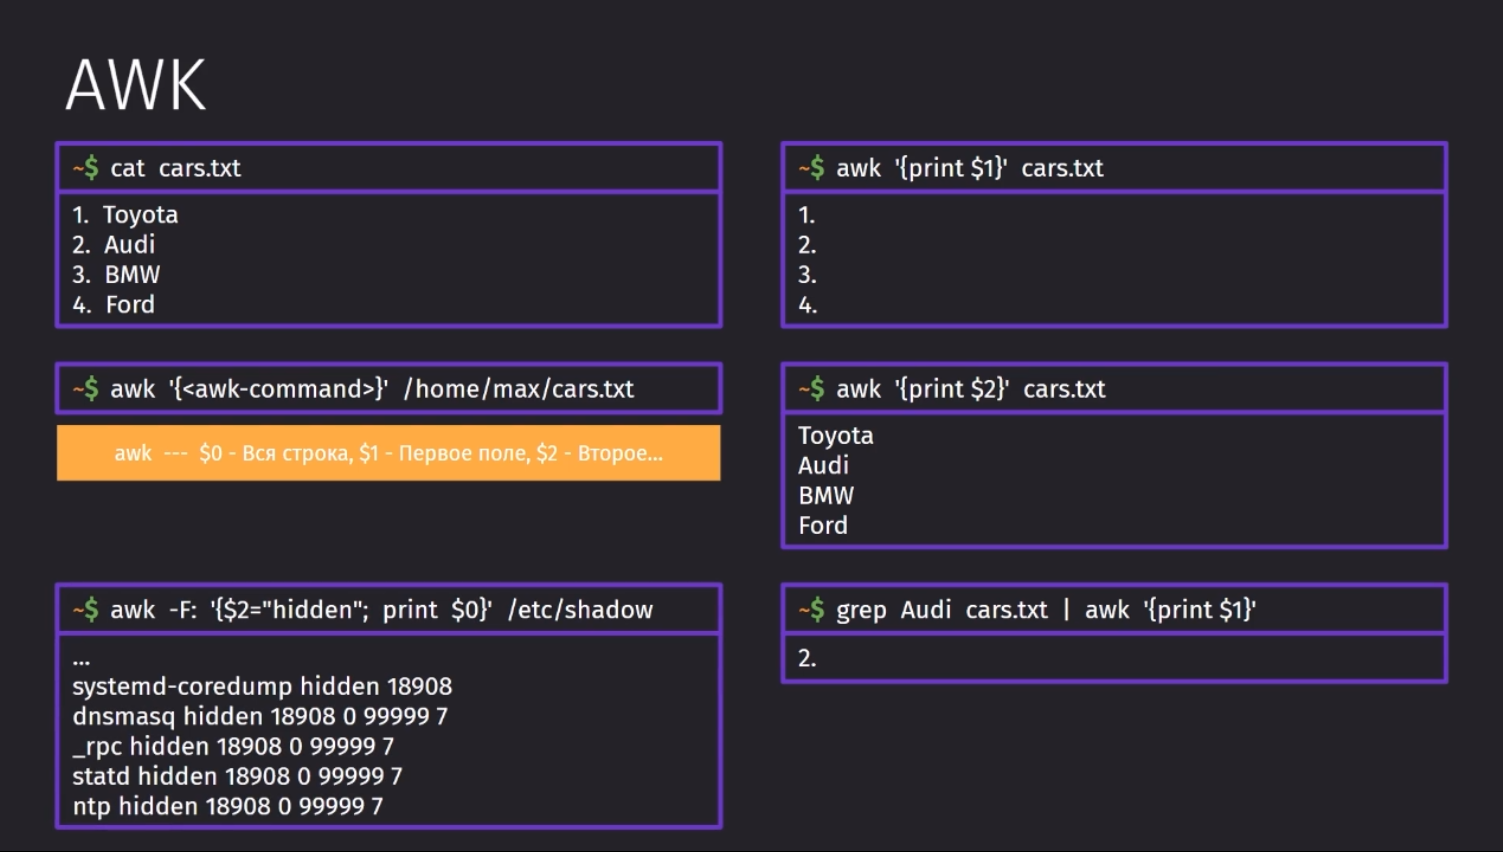 AWK
~$ cat cars.txt
1. Toyota
2. Audi
3. BMW
4. Ford
~$ awk '{print $1}' cars.txt
1.
2.
3.
4.
~$ awk '{<awk-command>}' /home/max/cars.txt
awk --- $0 - Вся строка, $1 - Первое поле, $2 - Второе...
~$ awk '{print $2}' cars.txt
Toyota
Audi
BMW
Ford
~$ awk -F: '{$2="hidden"; print $0}' /etc/shadow
...
systemd-coredump hidden 18908
dnsmasq hidden 18908 0 99999 7
_rpc hidden 18908 0 99999 7
statd hidden 18908 0 99999 7
ntp hidden 18908 0 99999 7
~$ grep Audi cars.txt | awk '{print $1}'
2.